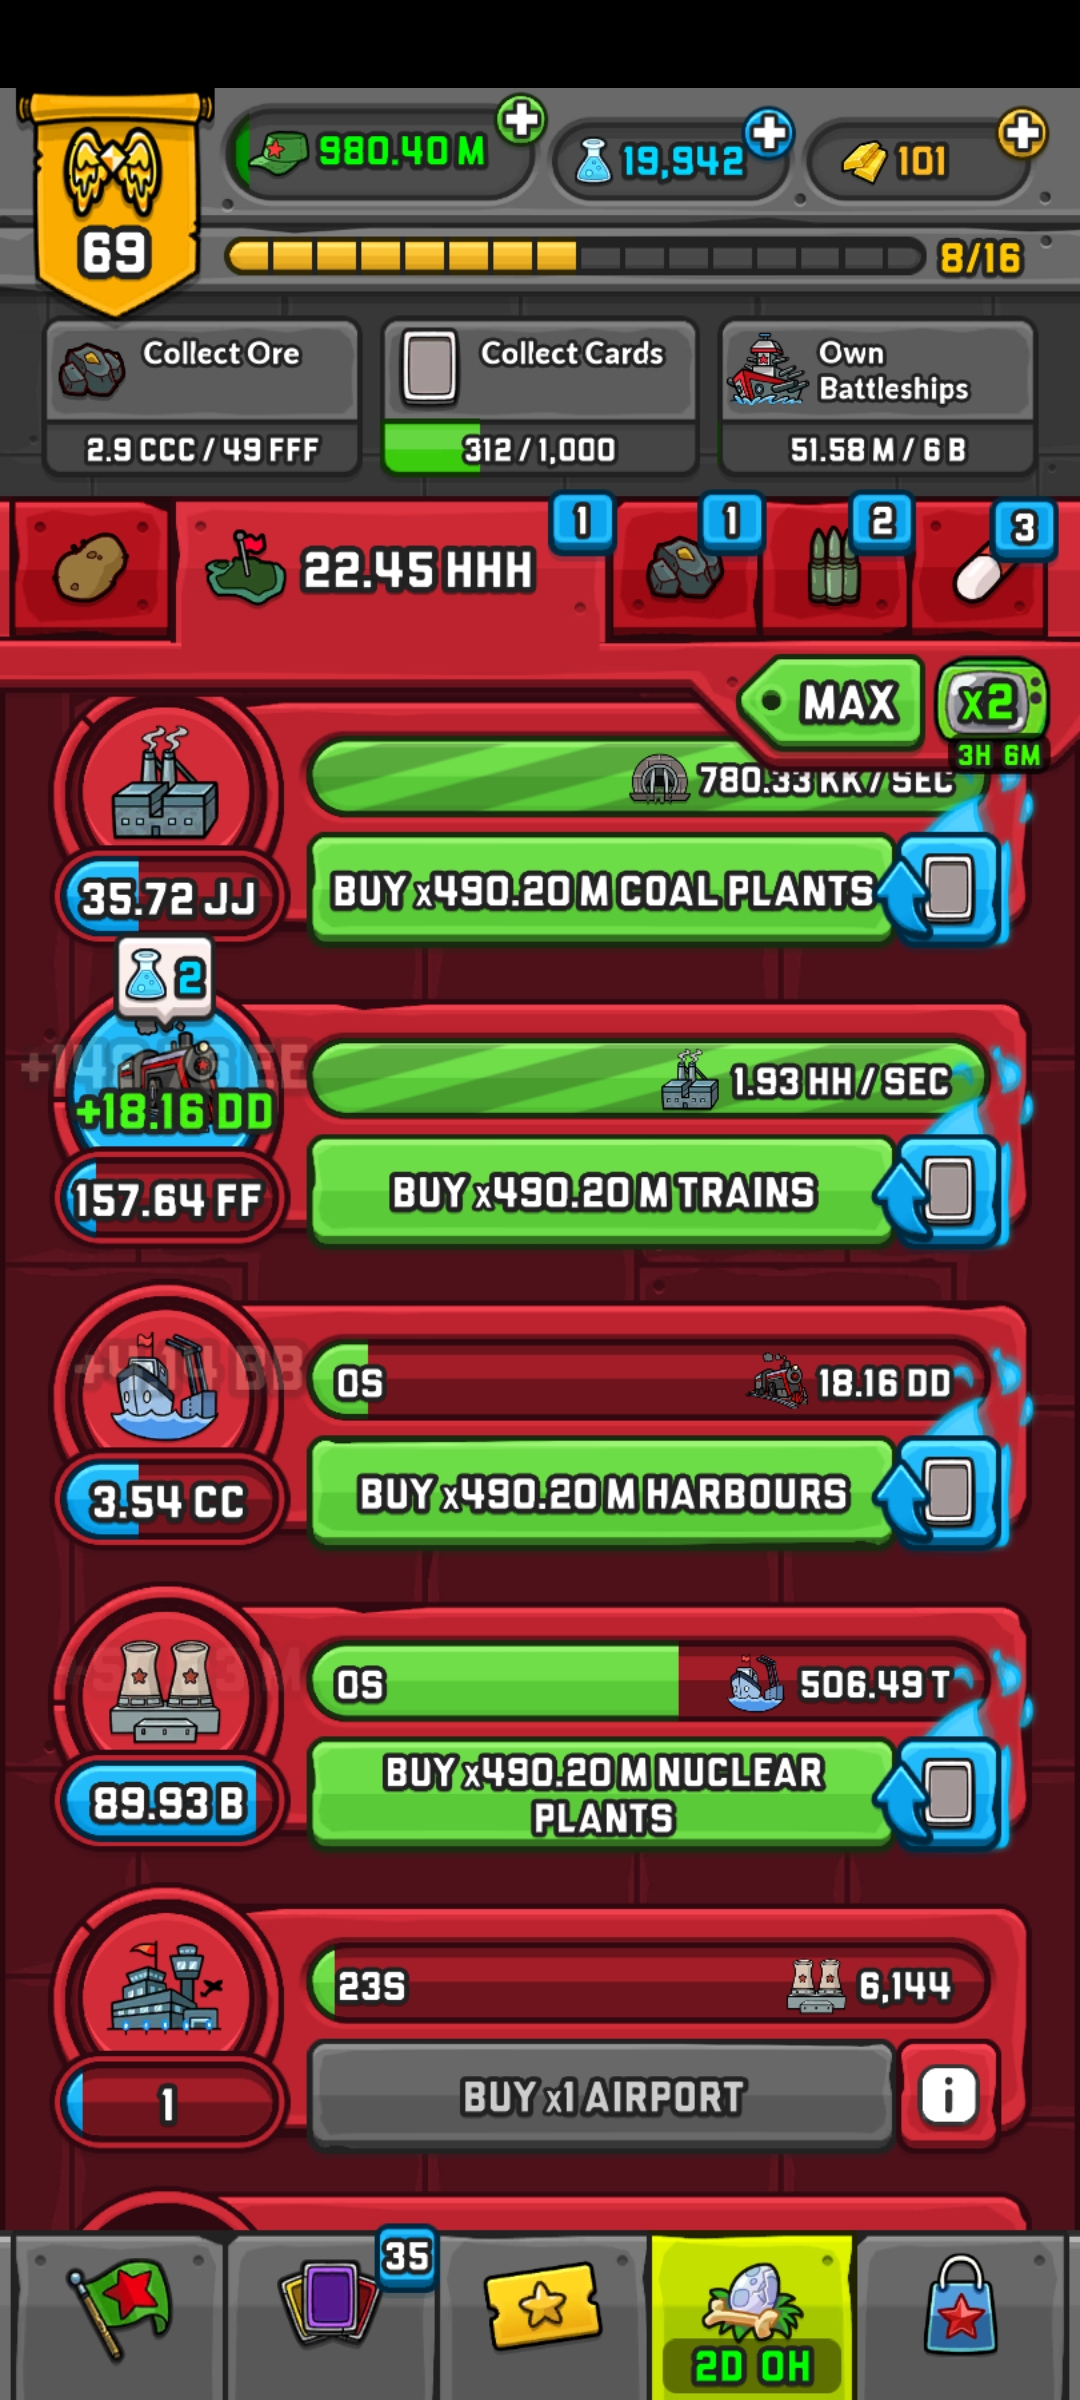 69
980.40 M
19,942
101
8/16
Collect Ore
2.9 CCC / 49 FFF
Collect Cards
312 / 1,000
Own
Battleships
51.58 M / 6 B
22.45 HHH
1
1
2
3
MAX
x2
3H 6M
780.33 KK / SEC
35.72 JJ
BUY x490.20 M COAL PLANTS
2
+18.16 DD
157.64 FF
1.93 HH / SEC
BUY x490.20 M TRAINS
3.54 CC
0S
18.16 DD
BUY x490.20 M HARBOURS
89.93 B
0S
506.49 T
BUY x490.20 M NUCLEAR
PLANTS
1
23S
6,144
BUY x1 AIRPORT
i
35
2D 0H